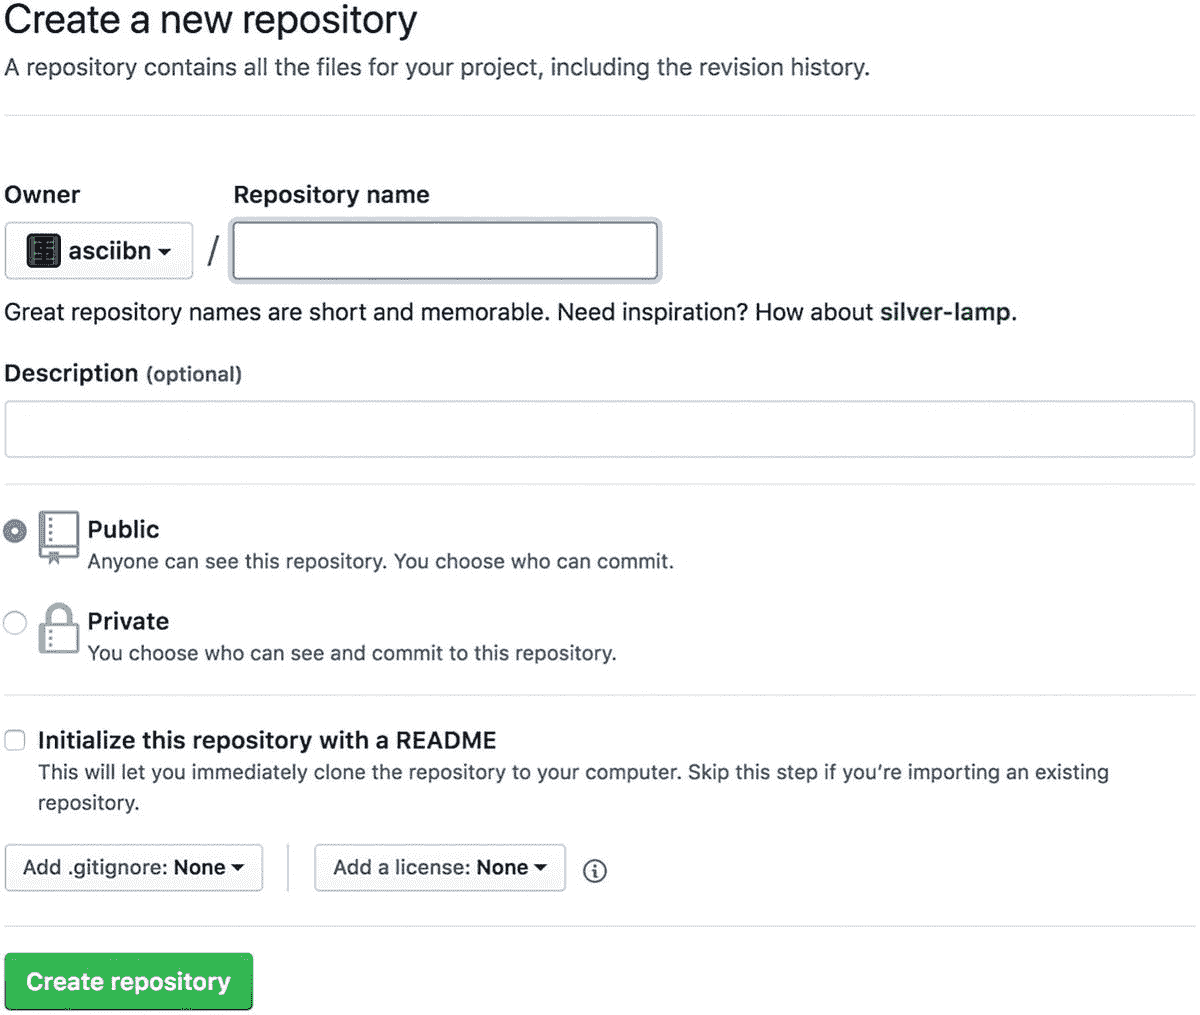 Create a new repository
A repository contains all the files for your project, including the revision history.
Owner Repository name
asciibn /
Great repository names are short and memorable. Need inspiration? How about silver-lamp.
Description (optional)
Public
Anyone can see this repository. You choose who can commit.
Private
You choose who can see and commit to this repository.
Initialize this repository with a README
This will let you immediately clone the repository to your computer. Skip this step if you’re importing an existing
repository.
Add .gitignore: None Add a license: None
Create repository